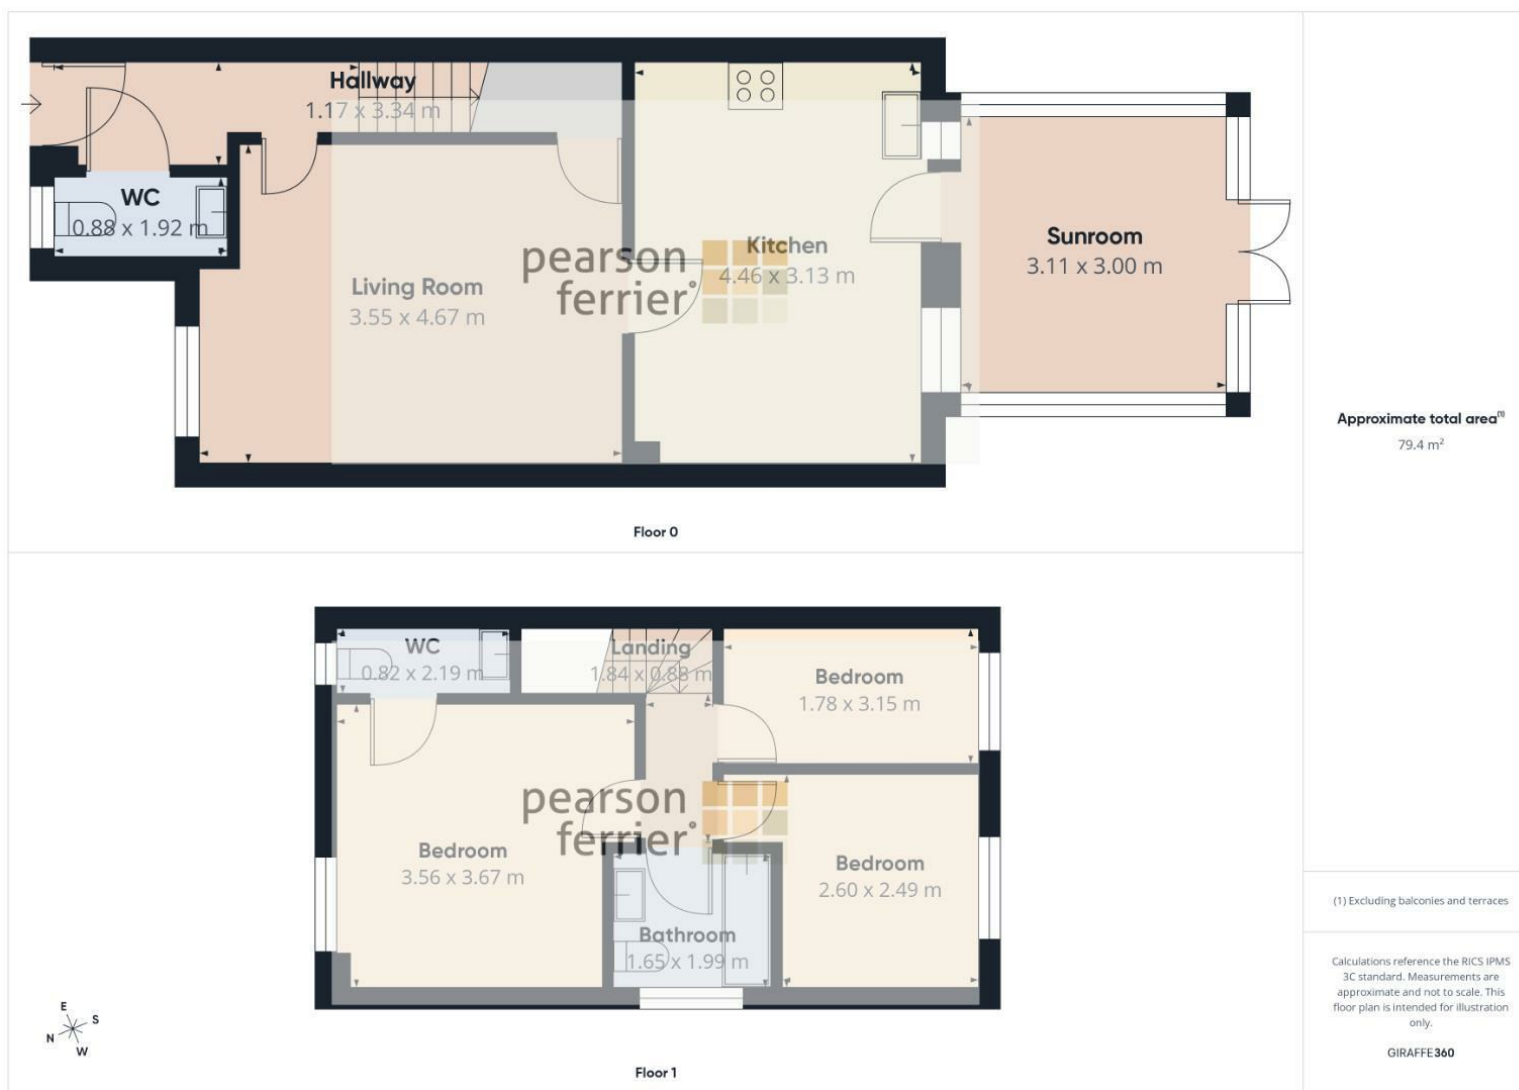 Hallway
1.17 x 3.34 m
WC
0.88 x 1.92 m
Living Room
3.55 x 4.67 m
pearson
ferrier
Kitchen
4.46 x 3.13 m
Sunroom
3.11 x 3.00 m
Floor 0
Approximate total area(1)
79.4 m²
WC
0.82 x 2.19 m
Landing
1.84 x 0.88 m
Bedroom
1.78 x 3.15 m
pearson
ferrier
Bedroom
3.56 x 3.67 m
Bedroom
2.60 x 2.49 m
Bathroom
1.65 x 1.99 m
E
S
N
W
Floor 1
(1) Excluding balconies and terraces
Calculations reference the RICS IPMS
3C standard. Measurements are
approximate and not to scale. This
floor plan is intended for illustration
only.
GIRAFFE360